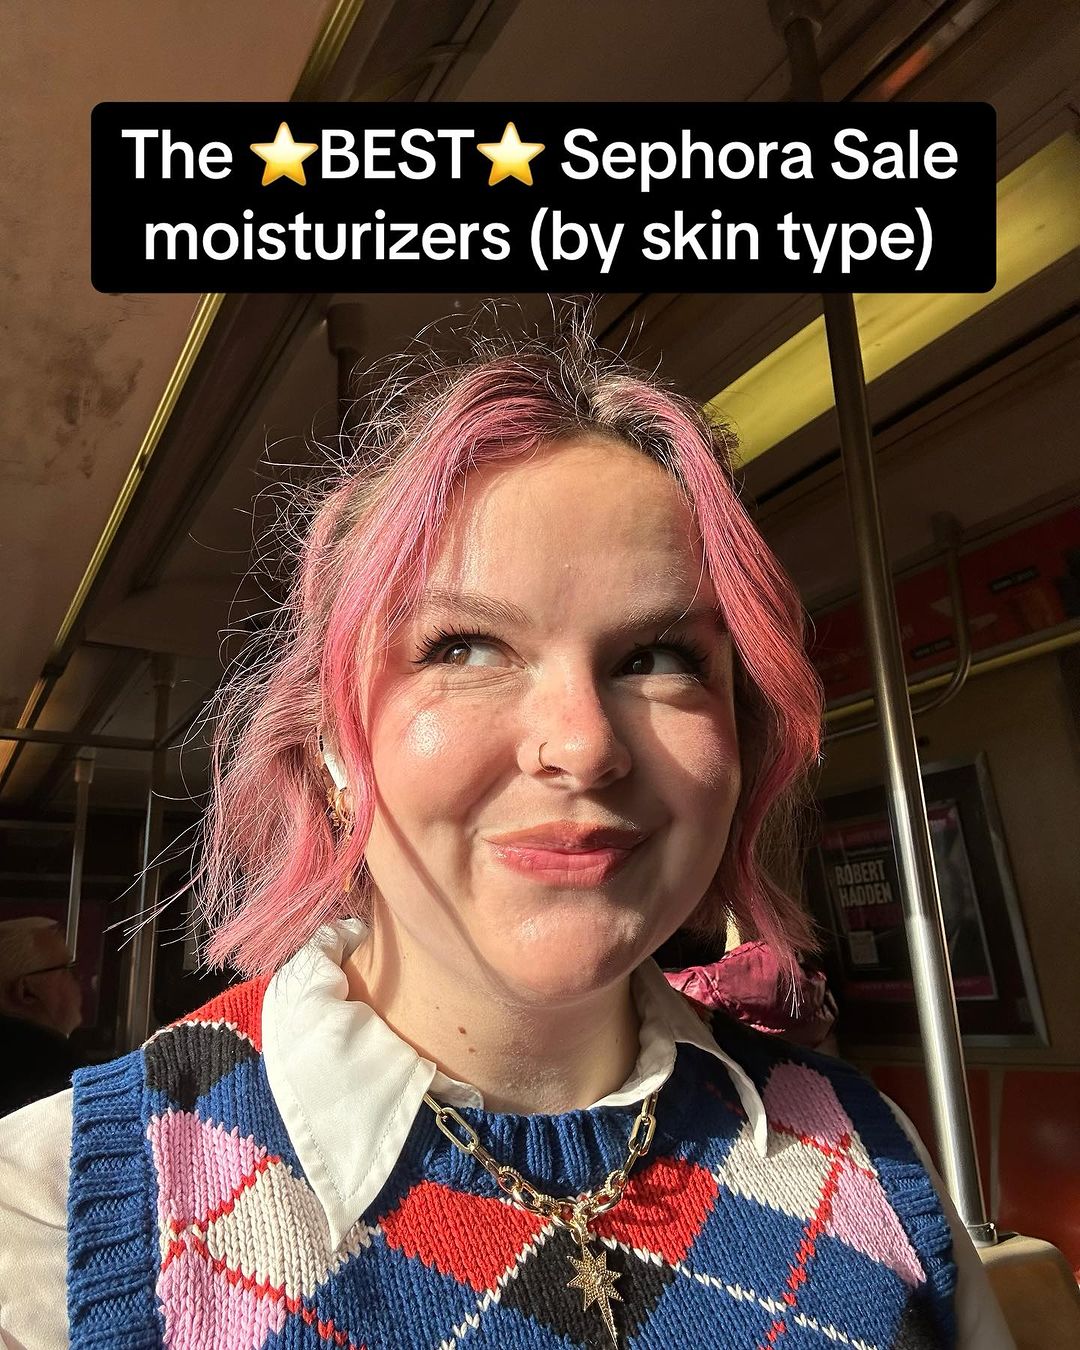 The ⭐BEST⭐ Sephora Sale
moisturizers (by skin type)
ROBERT
HADDEN